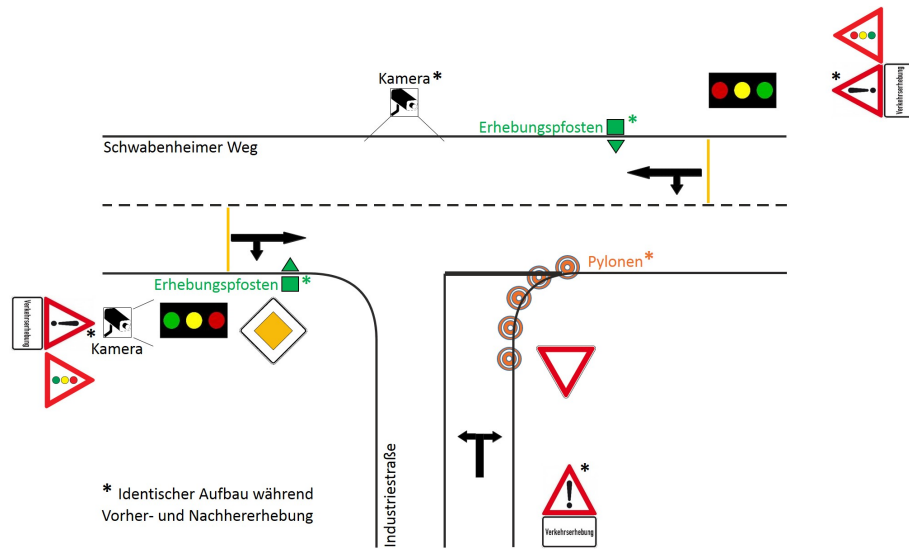 Kamera*
Verkehrserhebung
*
Erhebungspfosten *
Schwabenheimer Weg
Pylonen*
Erhebungspfosten *
Verkehrserhebung
*
Kamera
Industriestraße
*
Verkehrserhebung
* Identischer Aufbau während
Vorher- und Nachhererhebung